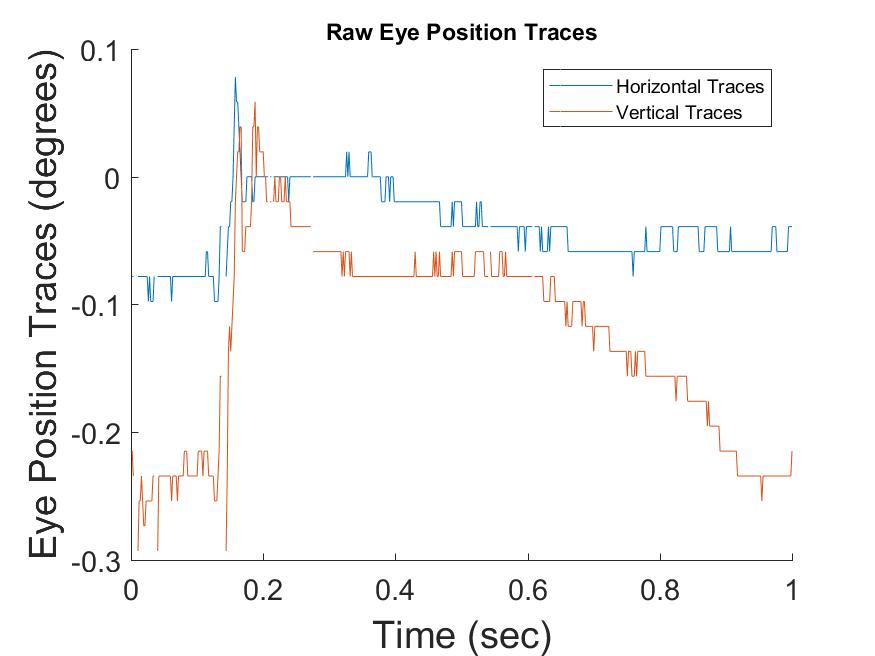 Raw Eye Position Traces
Horizontal Traces
Vertical Traces
Eye Position Traces (degrees)
0.1
0
-0.1
-0.2
-0.3
0
0.2
0.4
0.6
0.8
1
Time (sec)